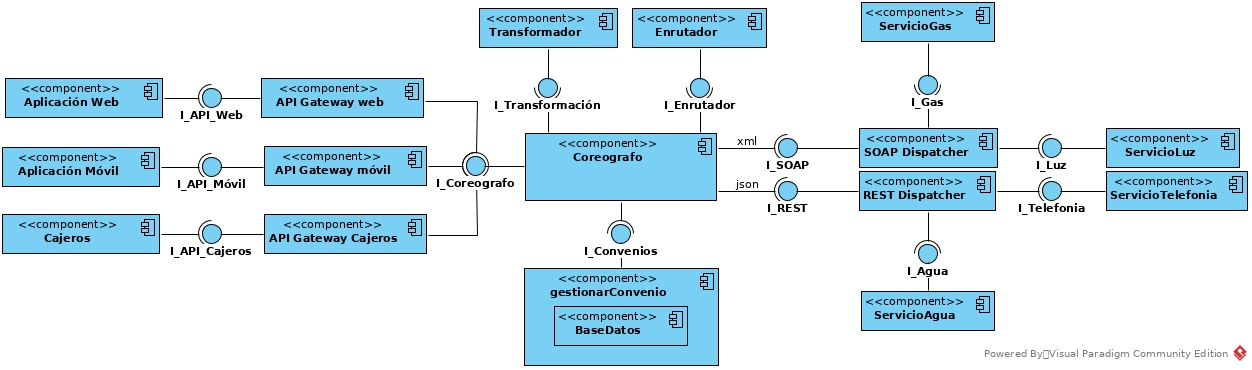 <<component>>
Transformador
<<component>>
Enrutador
<<component>>
ServicioGas
<<component>>
Aplicación Web
I_API_Web
<<component>>
API Gateway web
I_Transformación
I_Enrutador
I_Gas
<<component>>
Aplicación Móvil
I_API_Móvil
<<component>>
API Gateway móvil
I_Coreografo
<<component>>
Coreografo
xml
I_SOAP
<<component>>
SOAP Dispatcher
I_Luz
<<component>>
ServicioLuz
json
I_REST
<<component>>
REST Dispatcher
I_Telefonia
<<component>>
ServicioTelefonia
<<component>>
Cajeros
I_API_Cajeros
<<component>>
API Gateway Cajeros
I_Convenios
I_Agua
<<component>>
gestionarConvenio
<<component>>
BaseDatos
<<component>>
ServicioAgua
Powered By Visual Paradigm Community Edition